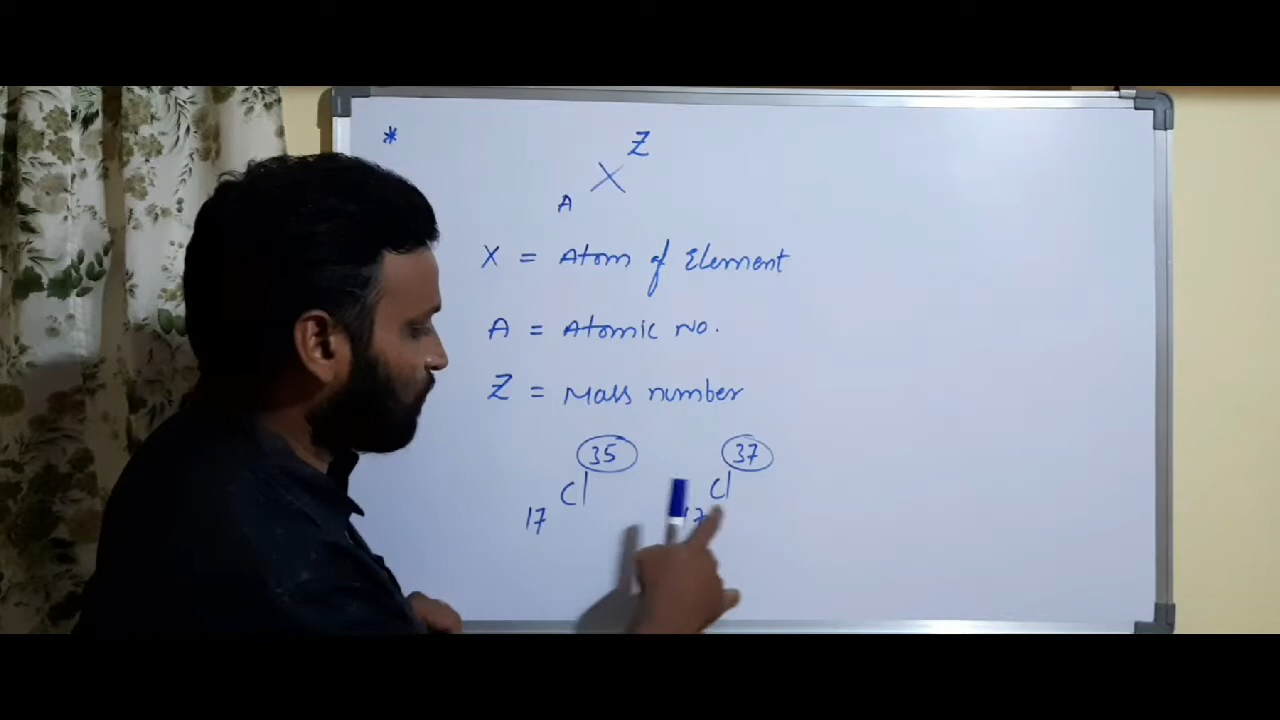 *
Z
X
A
X = Atom of Element
A = Atomic No.
Z = Mass number
35 37
Cl Cl
17 17